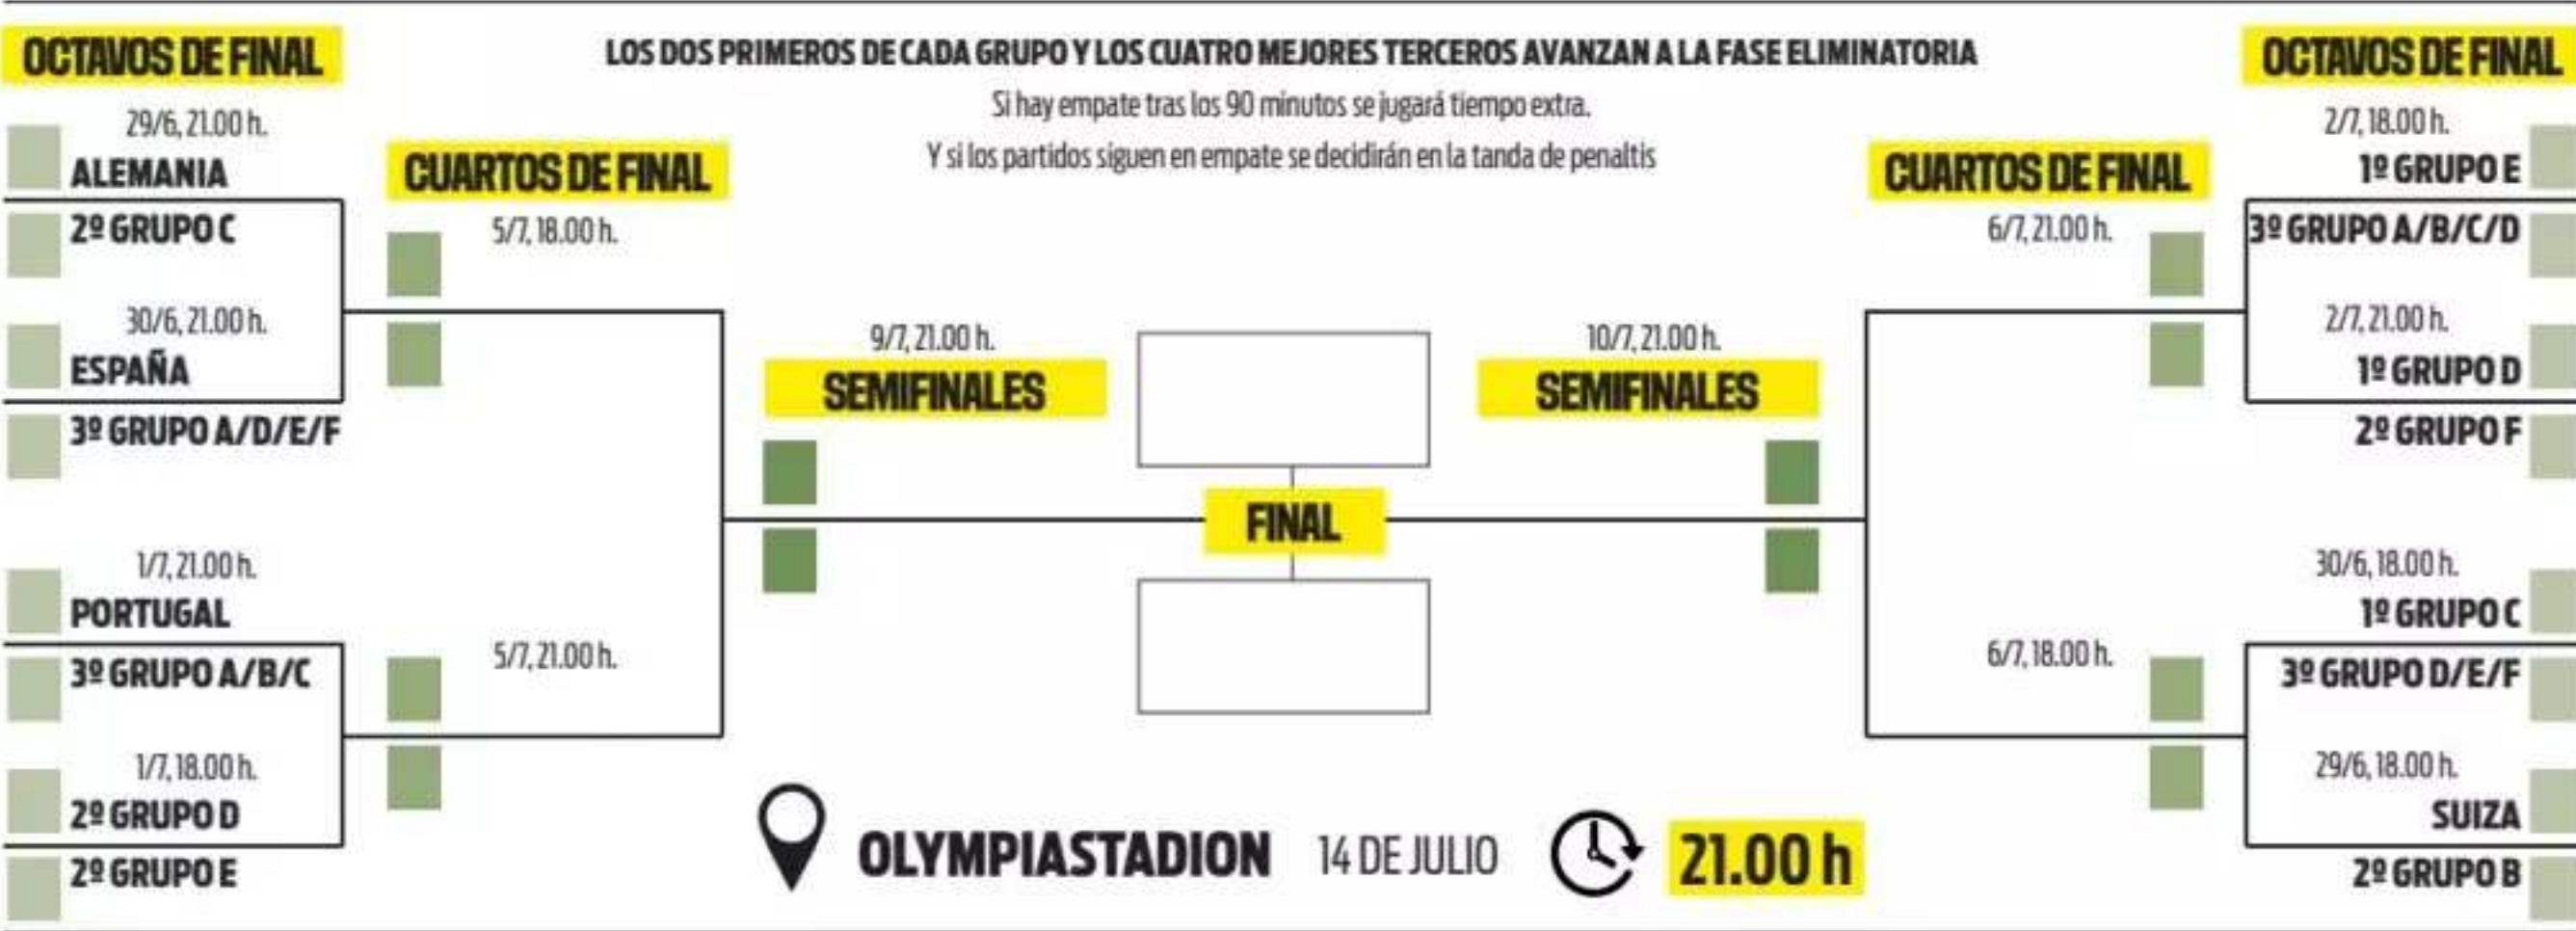 OCTAVOS DE FINAL
29/6, 21.00 h.
ALEMANIA
2º GRUPO C
30/6, 21.00 h.
ESPAÑA
3º GRUPO A/D/E/F
1/7, 21.00 h.
PORTUGAL
3º GRUPO A/B/C
1/7, 18.00 h.
2º GRUPO D
2º GRUPO E
CUARTOS DE FINAL
5/7, 18.00 h.
5/7, 21.00 h.
LOS DOS PRIMEROS DE CADA GRUPO Y LOS CUATRO MEJORES TERCEROS AVANZAN A LA FASE ELIMINATORIA
Si hay empate tras los 90 minutos se jugará tiempo extra.
Y si los partidos siguen en empate se decidirán en la tanda de penaltis
9/7, 21.00 h.
SEMIFINALES
FINAL
10/7, 21.00 h.
SEMIFINALES
OLYMPIASTADION 14 DE JULIO 21.00 h
CUARTOS DE FINAL
6/7, 21.00 h.
6/7, 18.00 h.
OCTAVOS DE FINAL
2/7, 18.00 h.
1º GRUPO E
3º GRUPO A/B/C/D
2/7, 21.00 h.
1º GRUPO D
2º GRUPO F
30/6, 18.00 h.
1º GRUPO C
3º GRUPO D/E/F
29/6, 18.00 h.
SUIZA
2º GRUPO B